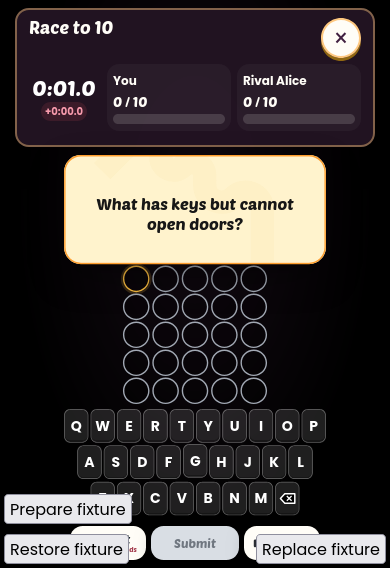 Race to 10
×
0:01.0
+0:00.0
You
0 / 10
Rival Alice
0 / 10
What has keys but cannot
open doors?
Q W E R T Y U I O P
A S D F G H J K L
C V B N M
Prepare fixture
Submit
Restore fixture
Replace fixture